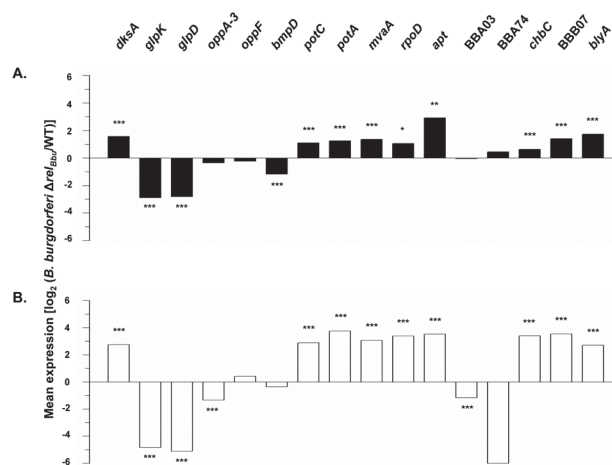 dksA glpK glpD oppA-3 oppF bmpD potC potA mvaA rpoD apt BBA03 BBA74 chbC BBB07 blyA
A.
Mean expression [log2 (B. burgdorferi ΔrelBbu/WT)]
6
4
2
0
-2
-4
-6
*** *** *** *** *** *** *** * ** *** *** ***
B.
6
4
2
0
-2
-4
-6
*** *** *** *** *** *** *** *** *** *** *** *** ***